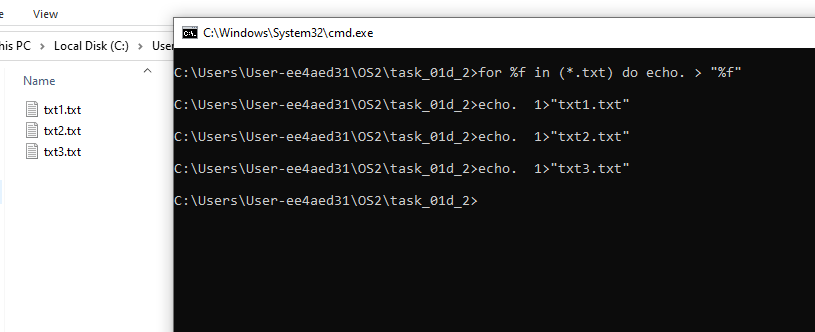 e
View
his PC > Local Disk (C:) > User
Name
txt1.txt
txt2.txt
txt3.txt
C:\Windows\System32\cmd.exe
C:\Users\User-ee4aed31\OS2\task_01d_2>for %f in (*.txt) do echo. > "%f"
C:\Users\User-ee4aed31\OS2\task_01d_2>echo.  1>"txt1.txt"
C:\Users\User-ee4aed31\OS2\task_01d_2>echo.  1>"txt2.txt"
C:\Users\User-ee4aed31\OS2\task_01d_2>echo.  1>"txt3.txt"
C:\Users\User-ee4aed31\OS2\task_01d_2>